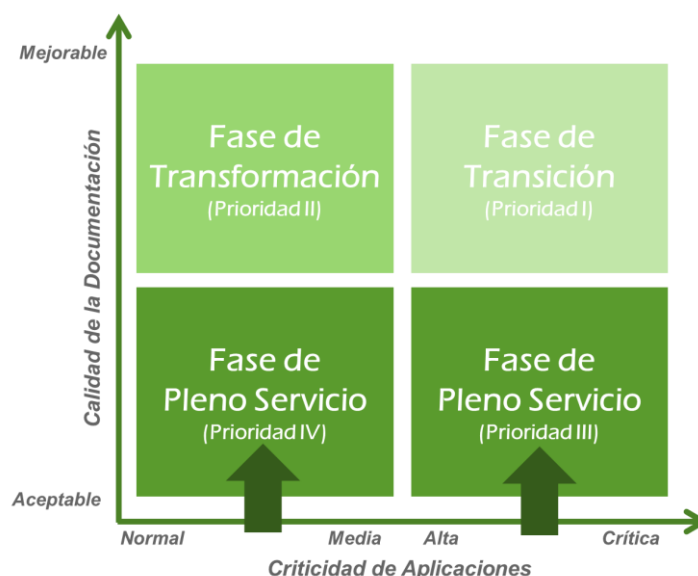 Mejorable
Fase de
Transformación
(Prioridad II)
Fase de
Transición
(Prioridad I)
Calidad de la Documentación
Fase de
Pleno Servicio
(Prioridad IV)
Fase de
Pleno Servicio
(Prioridad III)
Aceptable
Normal
Media
Alta
Crítica
Criticidad de Aplicaciones